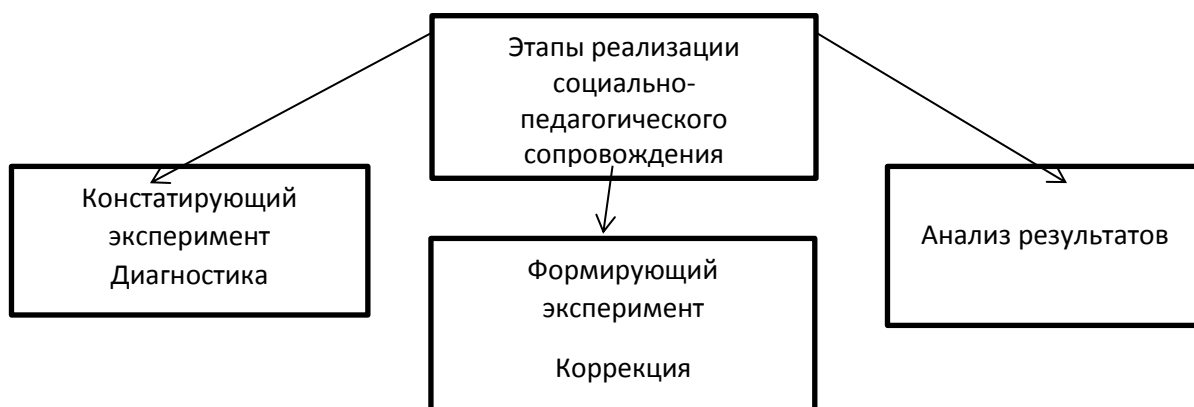 Этапы реализации
социально-
педагогического
сопровождения
Констатирующий
эксперимент
Диагностика
Формирующий
эксперимент
Коррекция
Анализ результатов